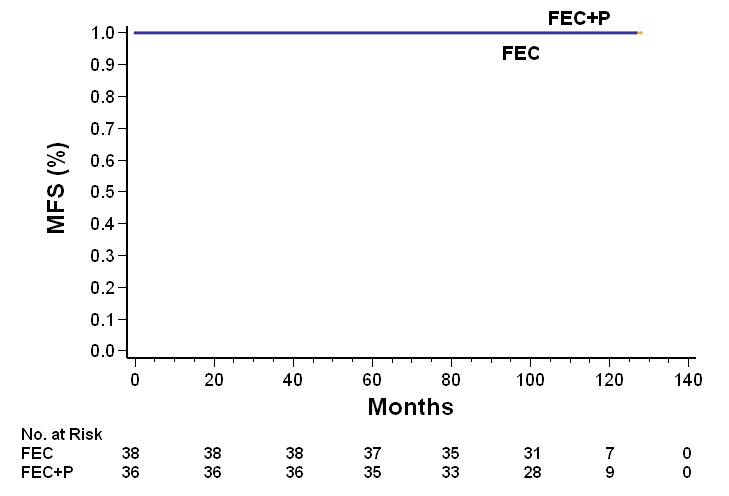 FEC+P
FEC
1.0
0.9
0.8
0.7
0.6
0.5
0.4
0.3
0.2
0.1
0.0
MFS (%)
0 20 40 60 80 100 120 140
Months
No. at Risk
FEC 38 38 38 37 35 31 7 0
FEC+P 36 36 36 35 33 28 9 0